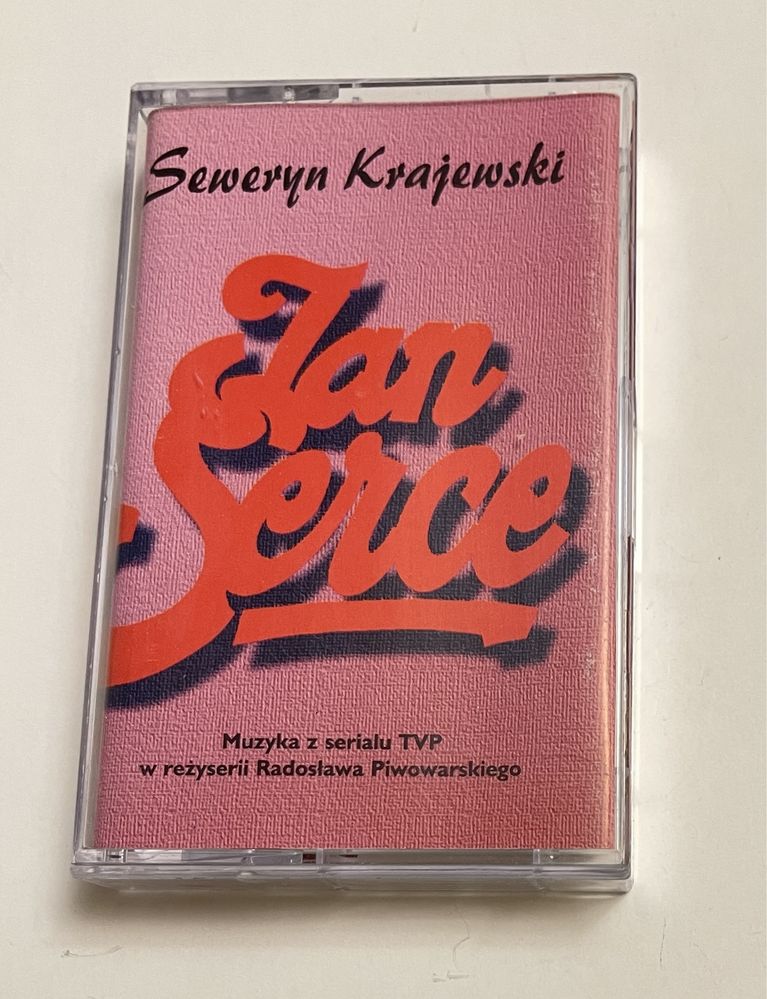 Seweryn Krajewski
Jan
Serce
Muzyka z serialu TVP
w reżyserii Radosława Piwowarskiego